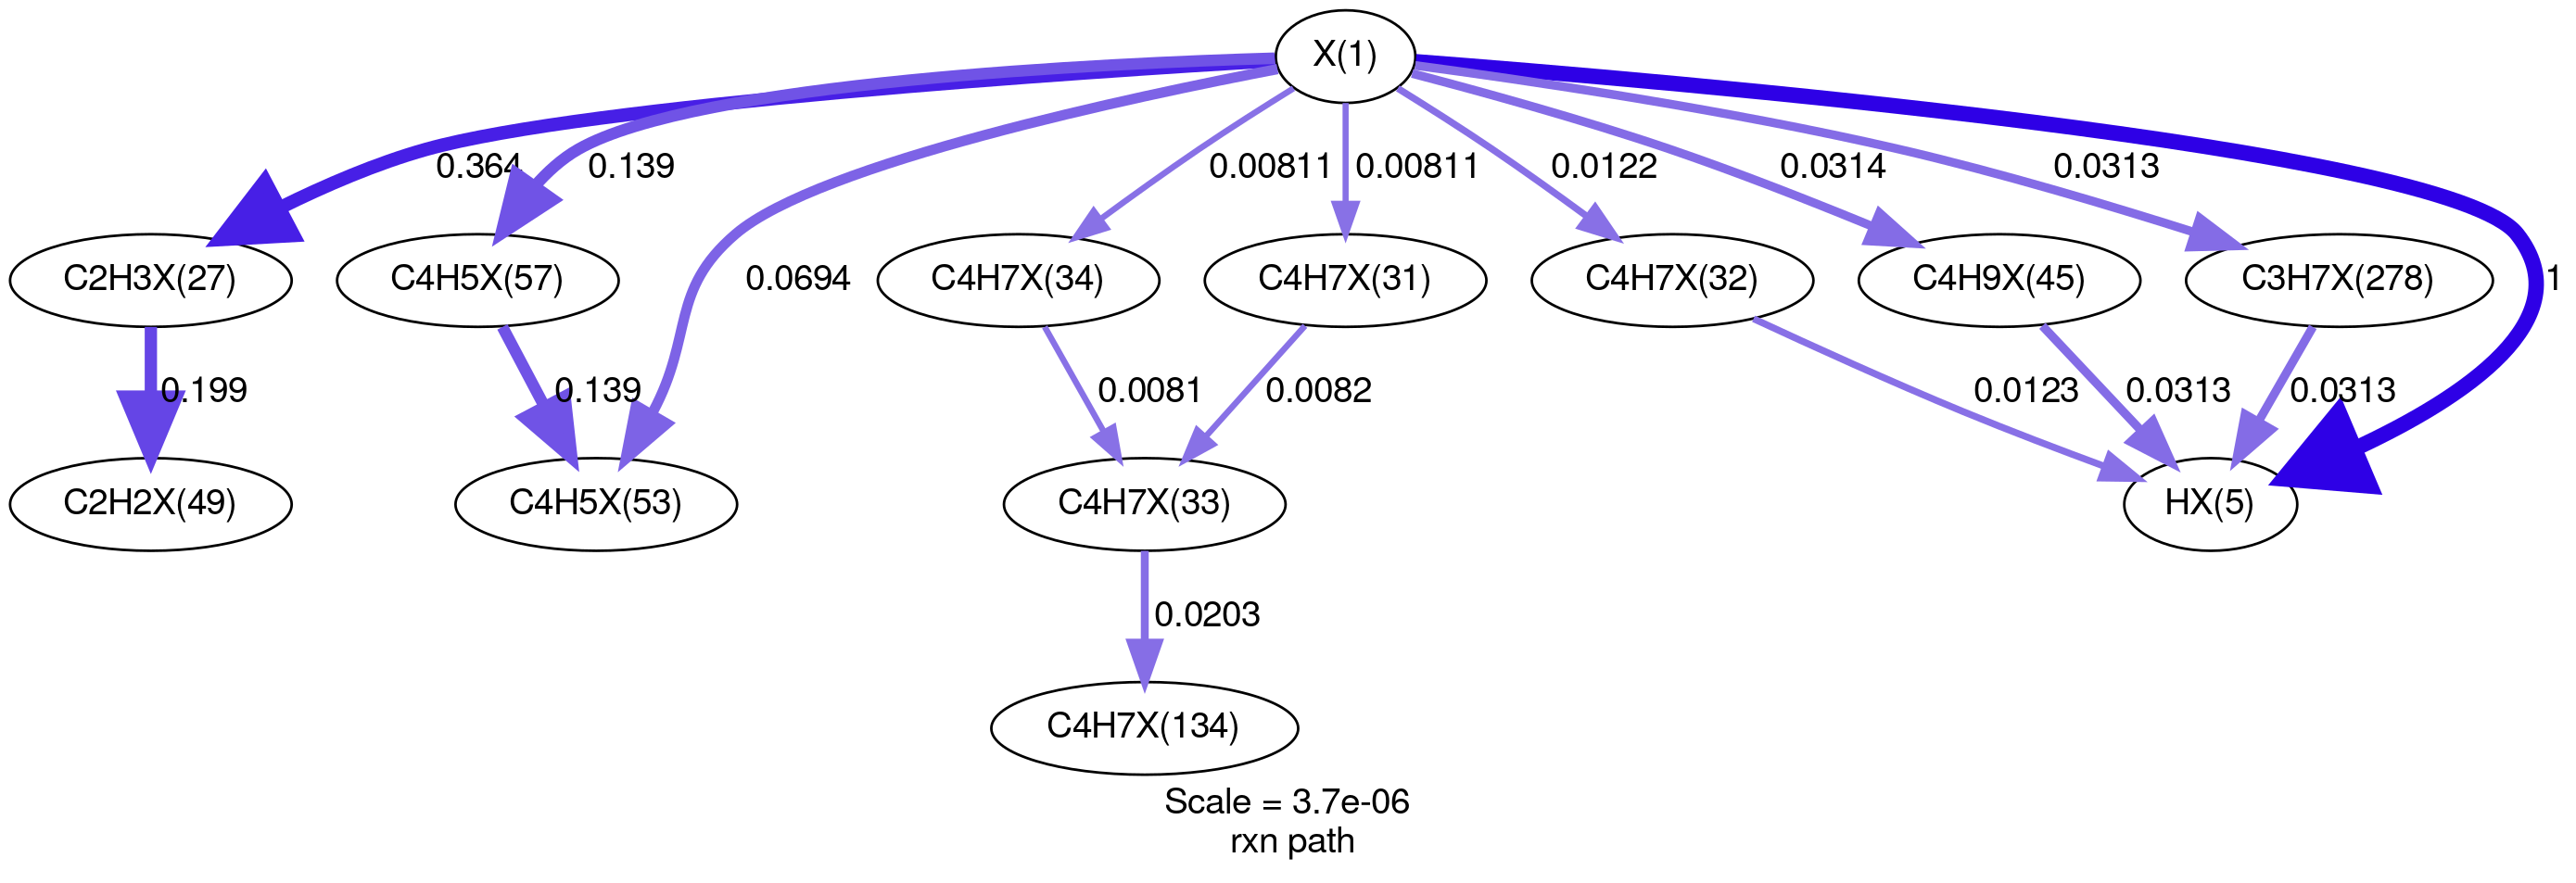 X(1)
0.364
0.139
0.00811
0.00811
0.0122
0.0314
0.0313
C2H3X(27)
C4H5X(57)
0.0694
C4H7X(34)
C4H7X(31)
C4H7X(32)
C4H9X(45)
C3H7X(278)
1
0.199
0.139
0.0081
0.0082
0.0123
0.0313
0.0313
C2H2X(49)
C4H5X(53)
C4H7X(33)
HX(5)
0.0203
C4H7X(134)
Scale = 3.7e-06
rxn path